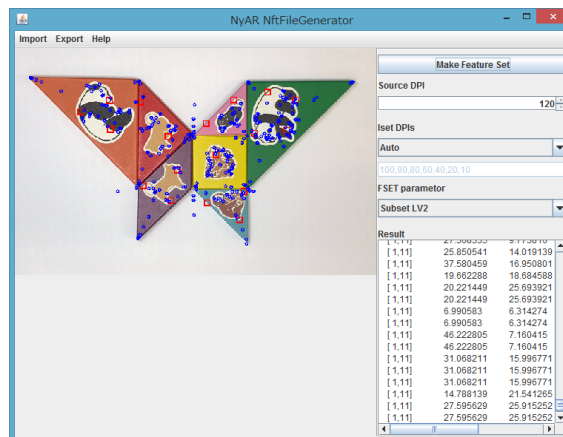 NyAR NftFileGenerator
Import Export Help
Make Feature Set
Source DPI
120
Iset DPIs
Auto
100,90,80,60,40,20,10
FSET parametor
Subset LV2
Result
[ 1,11] 25.850541 14.019139
[ 1,11] 37.580459 16.950801
[ 1,11] 19.662288 18.684588
[ 1,11] 20.221449 25.693921
[ 1,11] 20.221449 25.693921
[ 1,11] 6.990583 6.314274
[ 1,11] 6.990583 6.314274
[ 1,11] 46.222805 7.160415
[ 1,11] 46.222805 7.160415
[ 1,11] 31.068211 15.996771
[ 1,11] 31.068211 15.996771
[ 1,11] 31.068211 15.996771
[ 1,11] 14.788139 21.541265
[ 1,11] 27.595629 25.915252
[ 1,11] 27.595629 25.915252